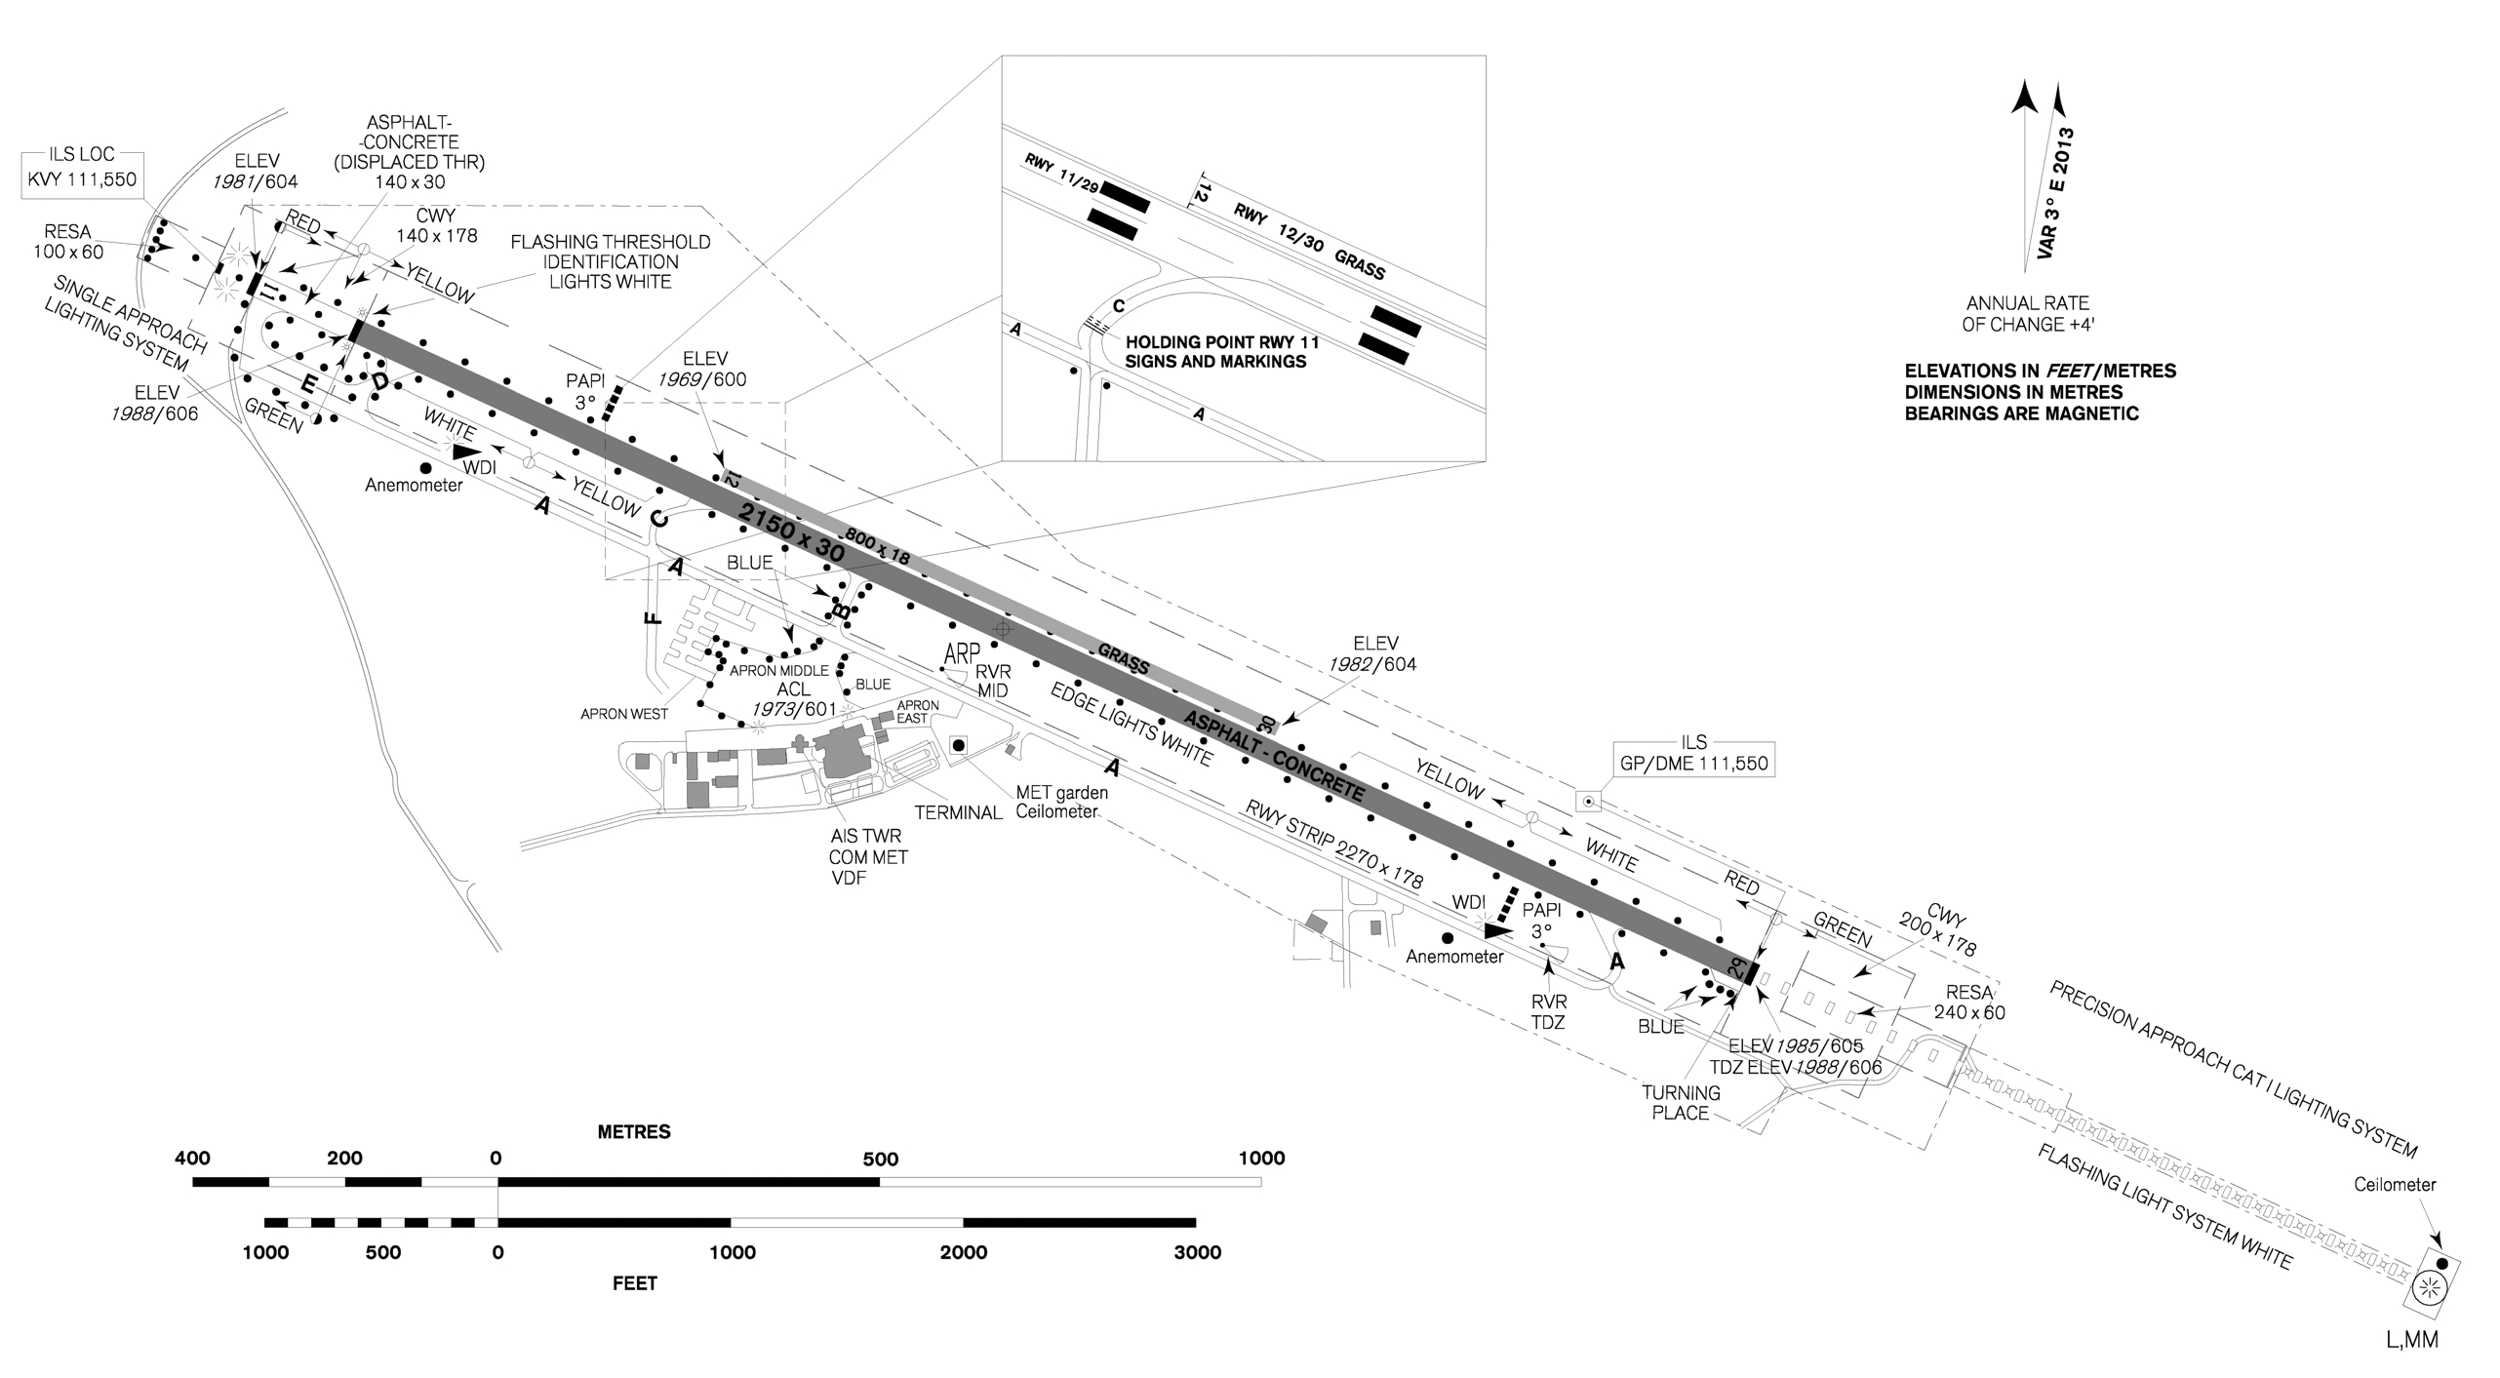 ILS LOC
KVY 111,550
ELEV
1981/604
ASPHALT-
-CONCRETE
(DISPLACED THR)
140 x 30
CWY
140 x 178
RESA
100 x 60
RED
YELLOW
FLASHING THRESHOLD
IDENTIFICATION
LIGHTS WHITE
SINGLE APPROACH
LIGHTING SYSTEM
11
E
D
ELEV
1988/606
GREEN
WHITE
WDI
Anemometer
YELLOW
A
PAPI
3°
ELEV
1969/600
12
C
2150 x 30
800 x 18
A
BLUE
B
F
RWY 11/29
12
RWY 12/30 GRASS
C
A
HOLDING POINT RWY 11
SIGNS AND MARKINGS
A
VAR 3° E 2013
ANNUAL RATE
OF CHANGE +4'
ELEVATIONS IN FEET/METRES
DIMENSIONS IN METRES
BEARINGS ARE MAGNETIC
APRON MIDDLE
ACL
1973/601
BLUE
APRON WEST
APRON
EAST
ARP
RVR
MID
GRASS
ELEV
1982/604
30
EDGE LIGHTS WHITE
ASPHALT - CONCRETE
A
MET garden
Ceilometer
TERMINAL
AIS TWR
COM MET
VDF
RWY STRIP 2270 x 178
YELLOW
WHITE
ILS
GP/DME 111,550
RED
GREEN
CWY
200 x 178
RESA
240 x 60
WDI
PAPI
3°
Anemometer
A
29
RVR
TDZ
BLUE
ELEV 1985/605
TDZ ELEV 1988/606
TURNING
PLACE
PRECISION APPROACH CAT I LIGHTING SYSTEM
FLASHING LIGHT SYSTEM WHITE
Ceilometer
L,MM
METRES
400 200 0 500 1000
1000 500 0 1000 2000 3000
FEET